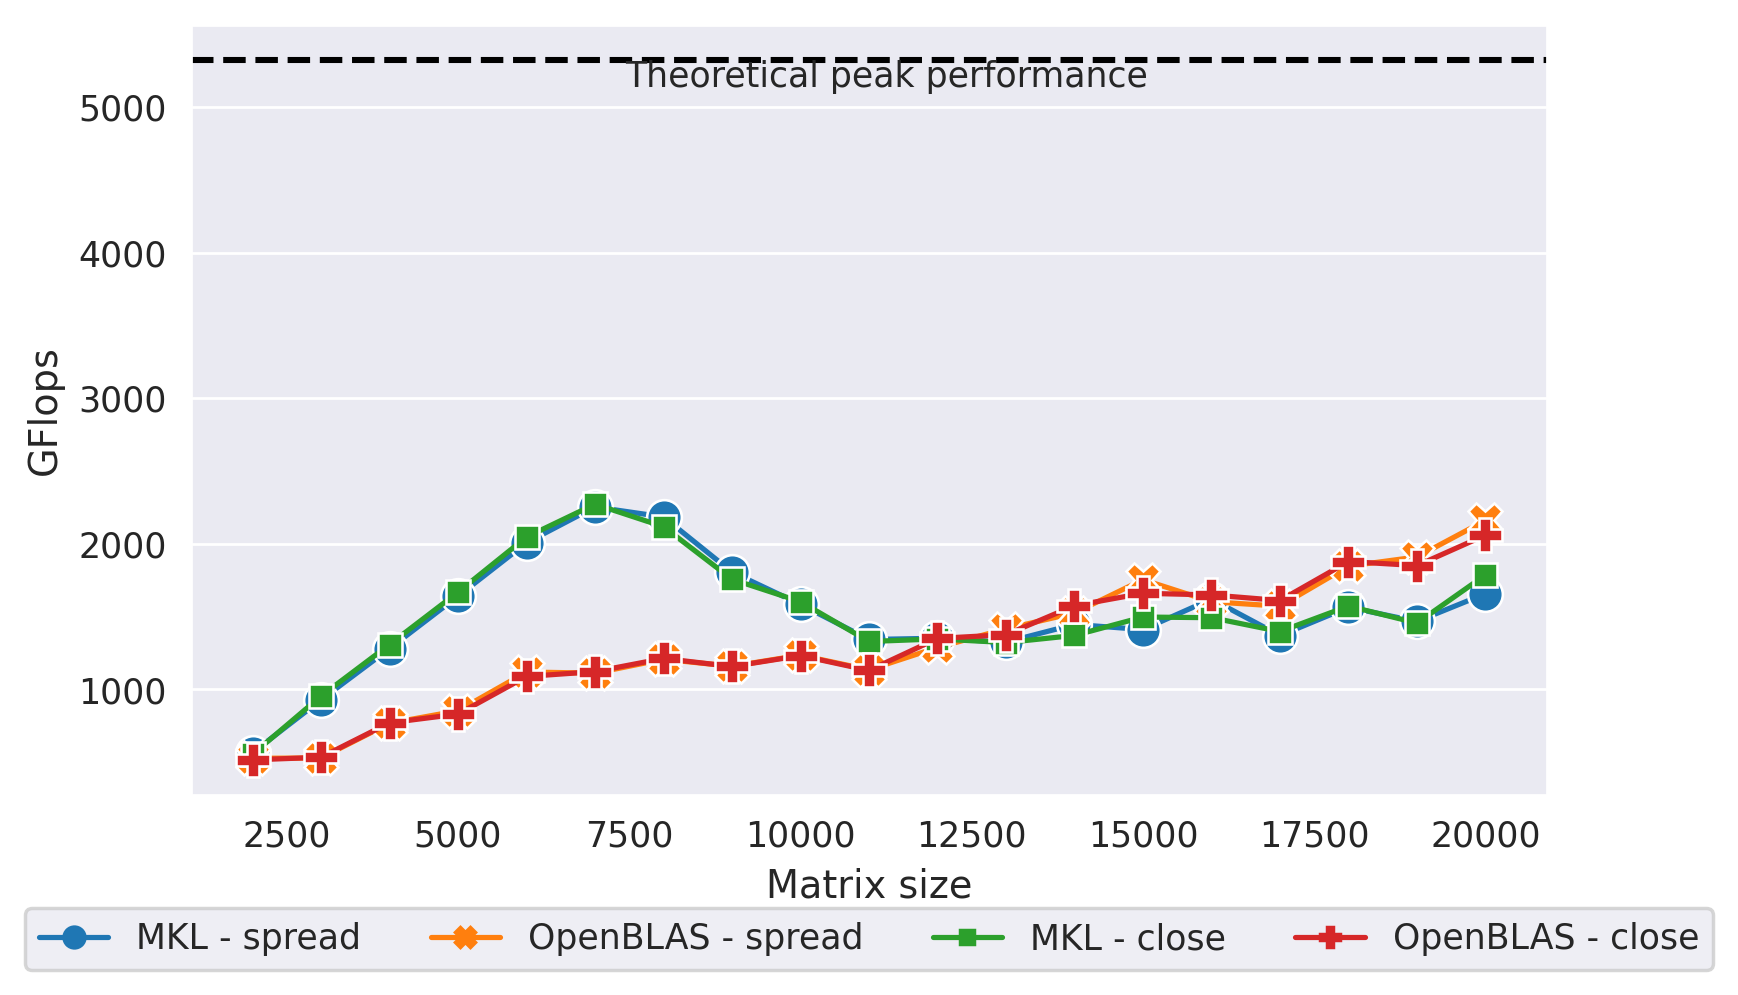 Theoretical peak performance
5000
4000
3000
2000
1000
GFlops
2500 5000 7500 10000 12500 15000 17500 20000
Matrix size
MKL - spread OpenBLAS - spread MKL - close OpenBLAS - close